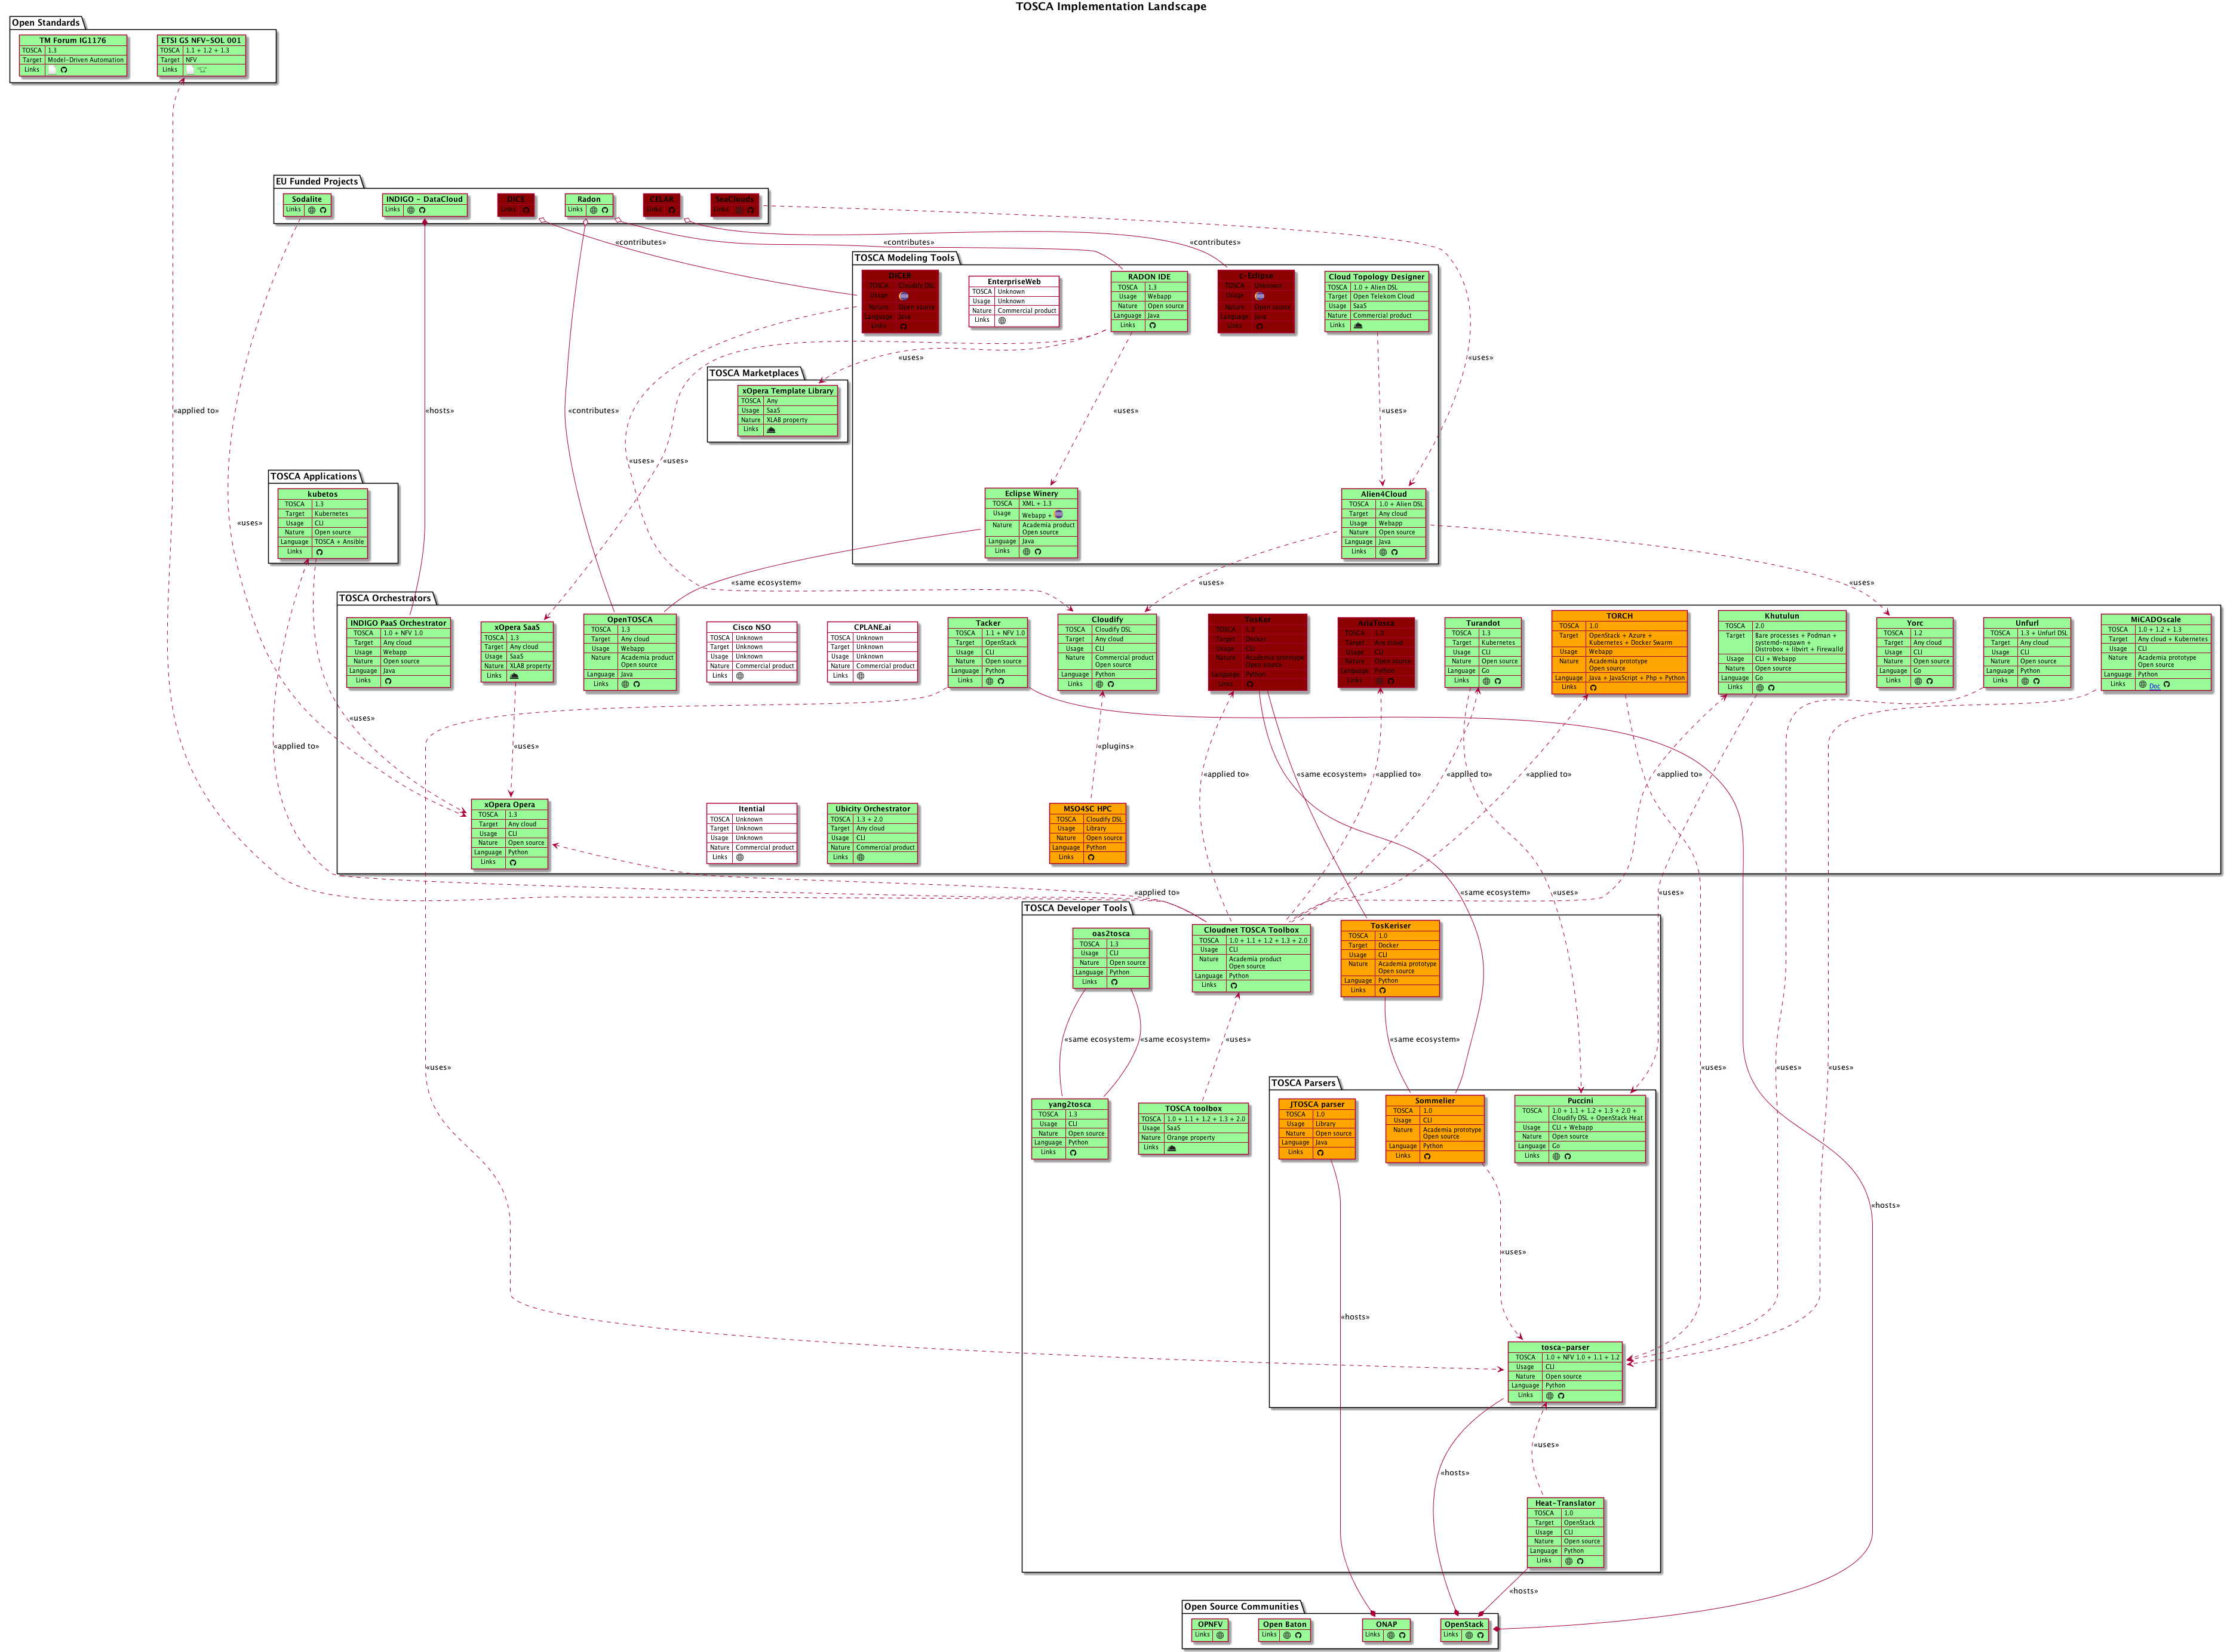 TOSCA Implementation Landscape
Open Standards
TM Forum IG1176
TOSCA 1.3
Target Model-Driven Automation
Links
ETSI GS NFV-SOL 001
TOSCA 1.1 + 1.2 + 1.3
Target NFV
Links
EU Funded Projects
Sodalite
Links
INDIGO - DataCloud
Links
DICE
Links
Radon
Links
CELAR
Links
SeaClouds
Links
«contributes»
«contributes»
«contributes»
TOSCA Modeling Tools
DICER
TOSCA Cloudify DSL
Usage
Nature Open source
Language Java
Links
EnterpriseWeb
TOSCA Unknown
Usage Unknown
Nature Commercial product
Links
RADON IDE
TOSCA 1.3
Usage Webapp
Nature Open source
Language Java
Links
c-Eclipse
TOSCA Unknown
Usage
Nature Open source
Language Java
Links
Cloud Topology Designer
TOSCA 1.0 + Alien DSL
Target Open Telekom Cloud
Usage SaaS
Nature Commercial product
Links
«uses»
«uses»
TOSCA Marketplaces
xOpera Template Library
TOSCA Any
Usage SaaS
Nature XLAB property
Links
«applied to»
«hosts»
«contributes»
«uses»
«uses»
«uses»
«uses»
TOSCA Applications
kubetos
TOSCA 1.3
Target Kubernetes
Usage CLI
Nature Open source
Language TOSCA + Ansible
Links
«uses»
Eclipse Winery
TOSCA XML + 1.3
Usage Webapp +
Nature Academia product
Open source
Language Java
Links
Alien4Cloud
TOSCA 1.0 + Alien DSL
Target Any cloud
Usage Webapp
Nature Open source
Language Java
Links
«same ecosystem»
«uses»
«uses»
TOSCA Orchestrators
INDIGO PaaS Orchestrator
TOSCA 1.0 + NFV 1.0
Target Any cloud
Usage Webapp
Nature Open source
Language Java
Links
xOpera SaaS
TOSCA 1.3
Target Any cloud
Usage SaaS
Nature XLAB property
Links
OpenTOSCA
TOSCA 1.3
Target Any cloud
Usage Webapp
Nature Academia product
Open source
Language Java
Links
Cisco NSO
TOSCA Unknown
Target Unknown
Usage Unknown
Nature Commercial product
Links
CPLANE.ai
TOSCA Unknown
Target Unknown
Usage Unknown
Nature Commercial product
Links
Tacker
TOSCA 1.1 + NFV 1.0
Target OpenStack
Usage CLI
Nature Open source
Language Python
Links
Cloudify
TOSCA Cloudify DSL
Target Any cloud
Usage CLI
Nature Commercial product
Open source
Language Python
Links
TosKer
TOSCA 1.0
Target Docker
Usage CLI
Nature Academia prototype
Open source
Language Python
Links
AriaTosca
TOSCA 1.0
Target Any cloud
Usage CLI
Nature Open source
Language Python
Links
Turandot
TOSCA 1.3
Target Kubernetes
Usage CLI
Nature Open source
Language Go
Links
TORCH
TOSCA 1.0
Target OpenStack + Azure +
Kubernetes + Docker Swarm
Usage Webapp
Nature Academia prototype
Open source
Language Java + JavaScript + Php + Python
Links
Khutulun
TOSCA 2.0
Target Bare processes + Podman +
systemd-nspawn +
Distrobox + libvirt + Firewalld
Usage CLI + Webapp
Nature Open source
Language Go
Links
Yorc
TOSCA 1.2
Target Any cloud
Usage CLI
Nature Open source
Language Go
Links
Unfurl
TOSCA 1.3 + Unfurl DSL
Target Any cloud
Usage CLI
Nature Open source
Language Python
Links
MiCADOscale
TOSCA 1.0 + 1.2 + 1.3
Target Any cloud + Kubernetes
Usage CLI
Nature Academia prototype
Open source
Language Python
Links Doc
«uses»
«applied to»
«uses»
«plugins»
«applied to»
«same ecosystem»
«applied to»
«applied to»
«applied to»
«applied to»
xOpera Opera
TOSCA 1.3
Target Any cloud
Usage CLI
Nature Open source
Language Python
Links
Itential
TOSCA Unknown
Target Unknown
Usage Unknown
Nature Commercial product
Links
Ubicity Orchestrator
TOSCA 1.3 + 2.0
Target Any cloud
Usage CLI
Nature Commercial product
Links
MSO4SC HPC
TOSCA Cloudify DSL
Usage Library
Nature Open source
Language Python
Links
«applied to»
«same ecosystem»
«uses»
«uses»
TOSCA Developer Tools
oas2tosca
TOSCA 1.3
Usage CLI
Nature Open source
Language Python
Links
Cloudnet TOSCA Toolbox
TOSCA 1.0 + 1.1 + 1.2 + 1.3 + 2.0
Usage CLI
Nature Academia product
Open source
Language Python
Links
TosKeriser
TOSCA 1.0
Target Docker
Usage CLI
Nature Academia prototype
Open source
Language Python
Links
«same ecosystem»
«same ecosystem»
«uses»
«same ecosystem»
«uses»
«uses»
«uses»
«uses»
TOSCA Parsers
yang2tosca
TOSCA 1.3
Usage CLI
Nature Open source
Language Python
Links
TOSCA toolbox
TOSCA 1.0 + 1.1 + 1.2 + 1.3 + 2.0
Usage SaaS
Nature Orange property
Links
JTOSCA parser
TOSCA 1.0
Usage Library
Nature Open source
Language Java
Links
Sommelier
TOSCA 1.0
Usage CLI
Nature Academia prototype
Open source
Language Python
Links
Puccini
TOSCA 1.0 + 1.1 + 1.2 + 1.3 + 2.0 +
Cloudify DSL + OpenStack Heat
Usage CLI + Webapp
Nature Open source
Language Go
Links
«hosts»
«uses»
«hosts»
tosca-parser
TOSCA 1.0 + NFV 1.0 + 1.1 + 1.2
Usage CLI
Nature Open source
Language Python
Links
«uses»
«hosts»
Heat-Translator
TOSCA 1.0
Target OpenStack
Usage CLI
Nature Open source
Language Python
Links
«hosts»
Open Source Communities
OPNFV
Links
Open Baton
Links
ONAP
Links
OpenStack
Links